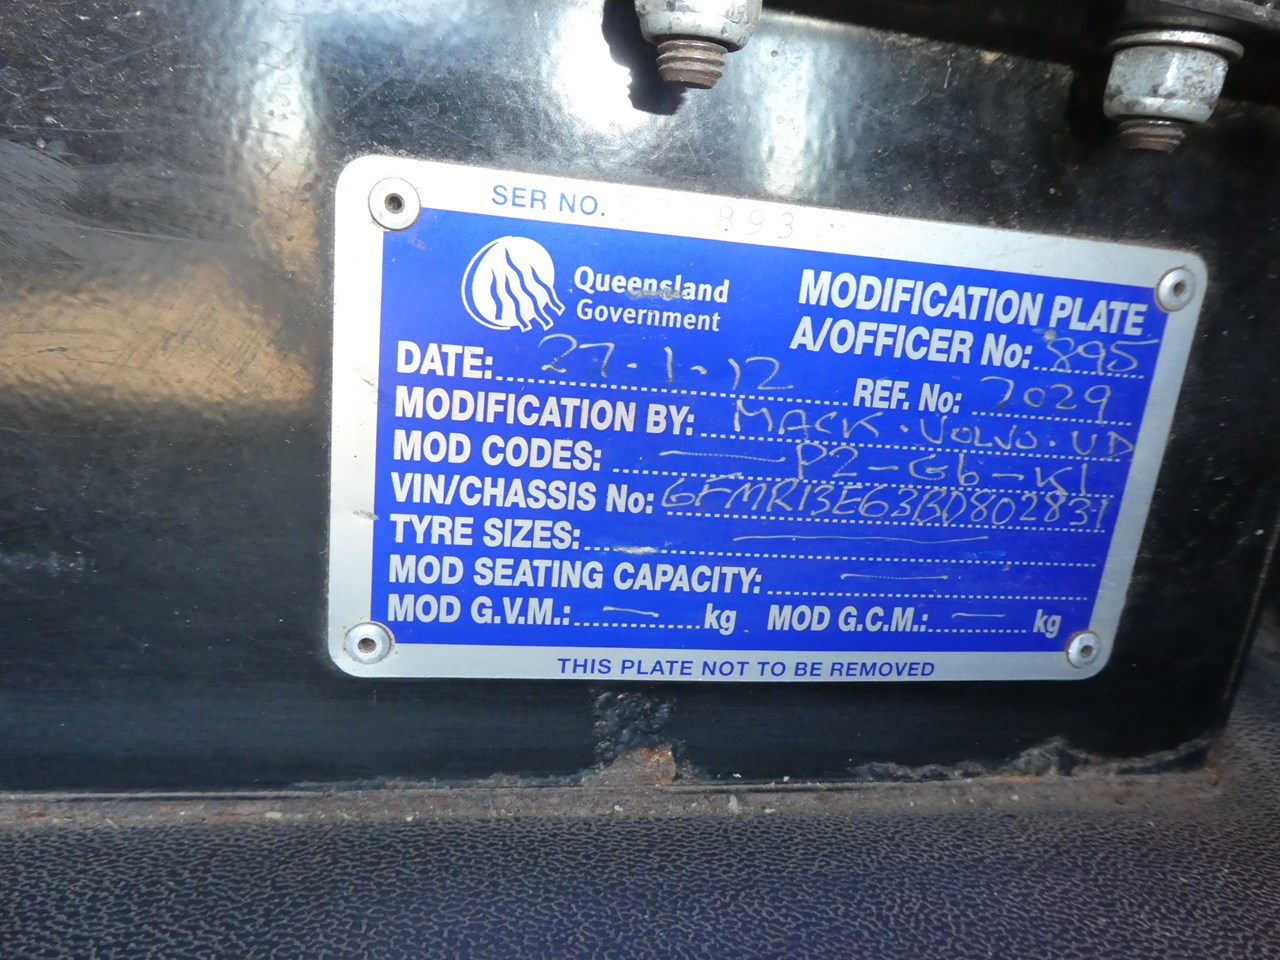 SER NO. 893
Queensland
Government
MODIFICATION PLATE
A/OFFICER No: 895
DATE: 27.1.12
REF. No: 7029
MODIFICATION BY: MACK.VOLVO.UD
MOD CODES: — P2-G6-K1
VIN/CHASSIS No: 6FMR13E63BD802831
TYRE SIZES: —
MOD SEATING CAPACITY: —
MOD G.V.M.: — kg MOD G.C.M.: — kg
THIS PLATE NOT TO BE REMOVED